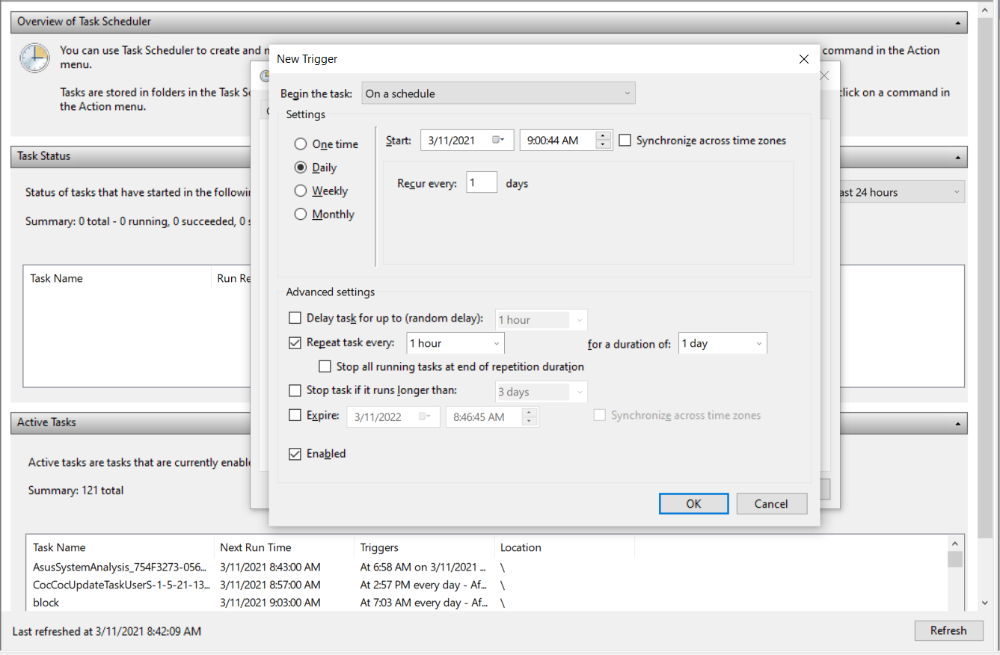 Overview of Task Scheduler
You can use Task Scheduler to create and
command in the Action
menu.
Tasks are stored in folders in the Task
click on a command in
the Action menu.
Task Status
Status of tasks that have started in the
24 hours
Summary: 0 total - 0 running, 0 succeeded, 0
Task Name Run
Active Tasks
Active tasks are tasks that are currently
Summary: 121 total
Task Name Next Run Time Triggers Location
AsusSystemAnalysis_754F3273-056... 3/11/2021 8:43:00 AM At 6:58 AM on 3/11/2021 ... \
CocCocUpdateTaskUserS-1-5-21-13... 3/11/2021 8:57:00 AM At 2:57 PM every day - Af... \
block 3/11/2021 9:03:00 AM At 7:03 AM every day - Af... \
Last refreshed at 3/11/2021 8:42:09 AM
Refresh
New Trigger
Begin the task: On a schedule
Settings
One time
Daily
Weekly
Monthly
Start: 3/11/2021 9:00:44 AM Synchronize across time zones
Recur every: 1 days
Advanced settings
Delay task for up to (random delay): 1 hour
Repeat task every: 1 hour for a duration of: 1 day
Stop all running tasks at end of repetition duration
Stop task if it runs longer than: 3 days
Expire: 3/11/2022 8:46:45 AM Synchronize across time zones
Enabled
OK Cancel